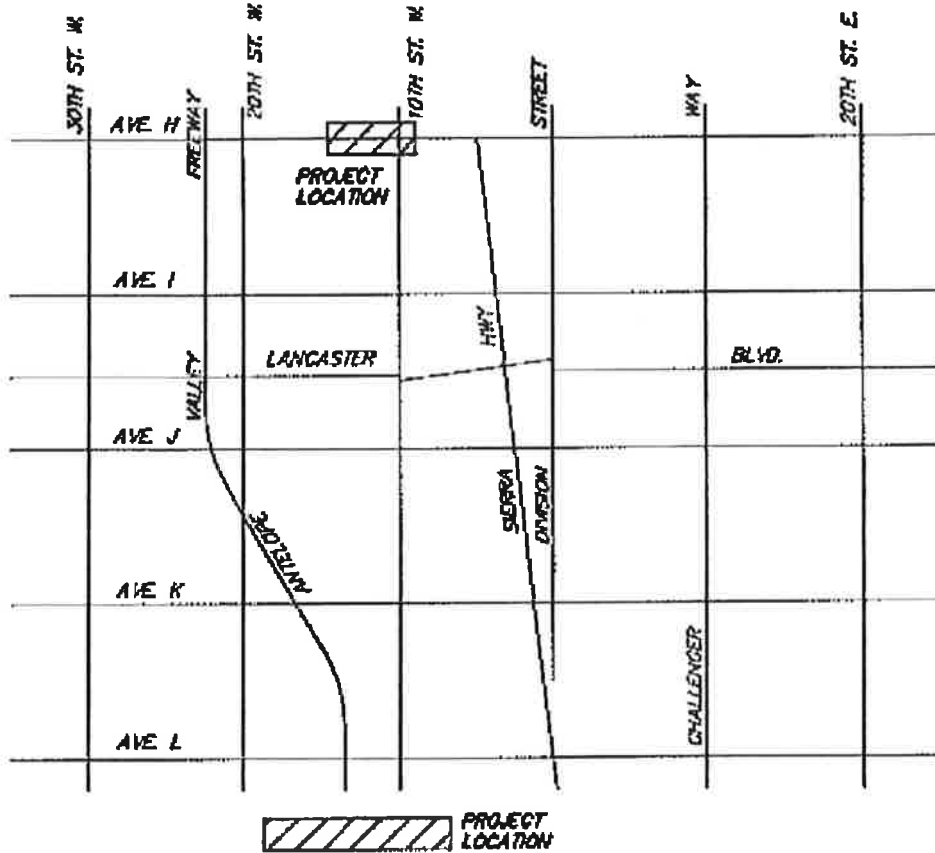 30TH ST. W.
FREEWAY
20TH ST. W.
10TH ST. W.
STREET
WAY
20TH ST. E.
AVE. H
PROJECT
LOCATION
AVE. I
HWY
LANCASTER
BLVD.
VALLEY
AVE. J
SIERRA
DIVISION
ANTELOPE
AVE. K
CHALLENGER
AVE. L
PROJECT
LOCATION